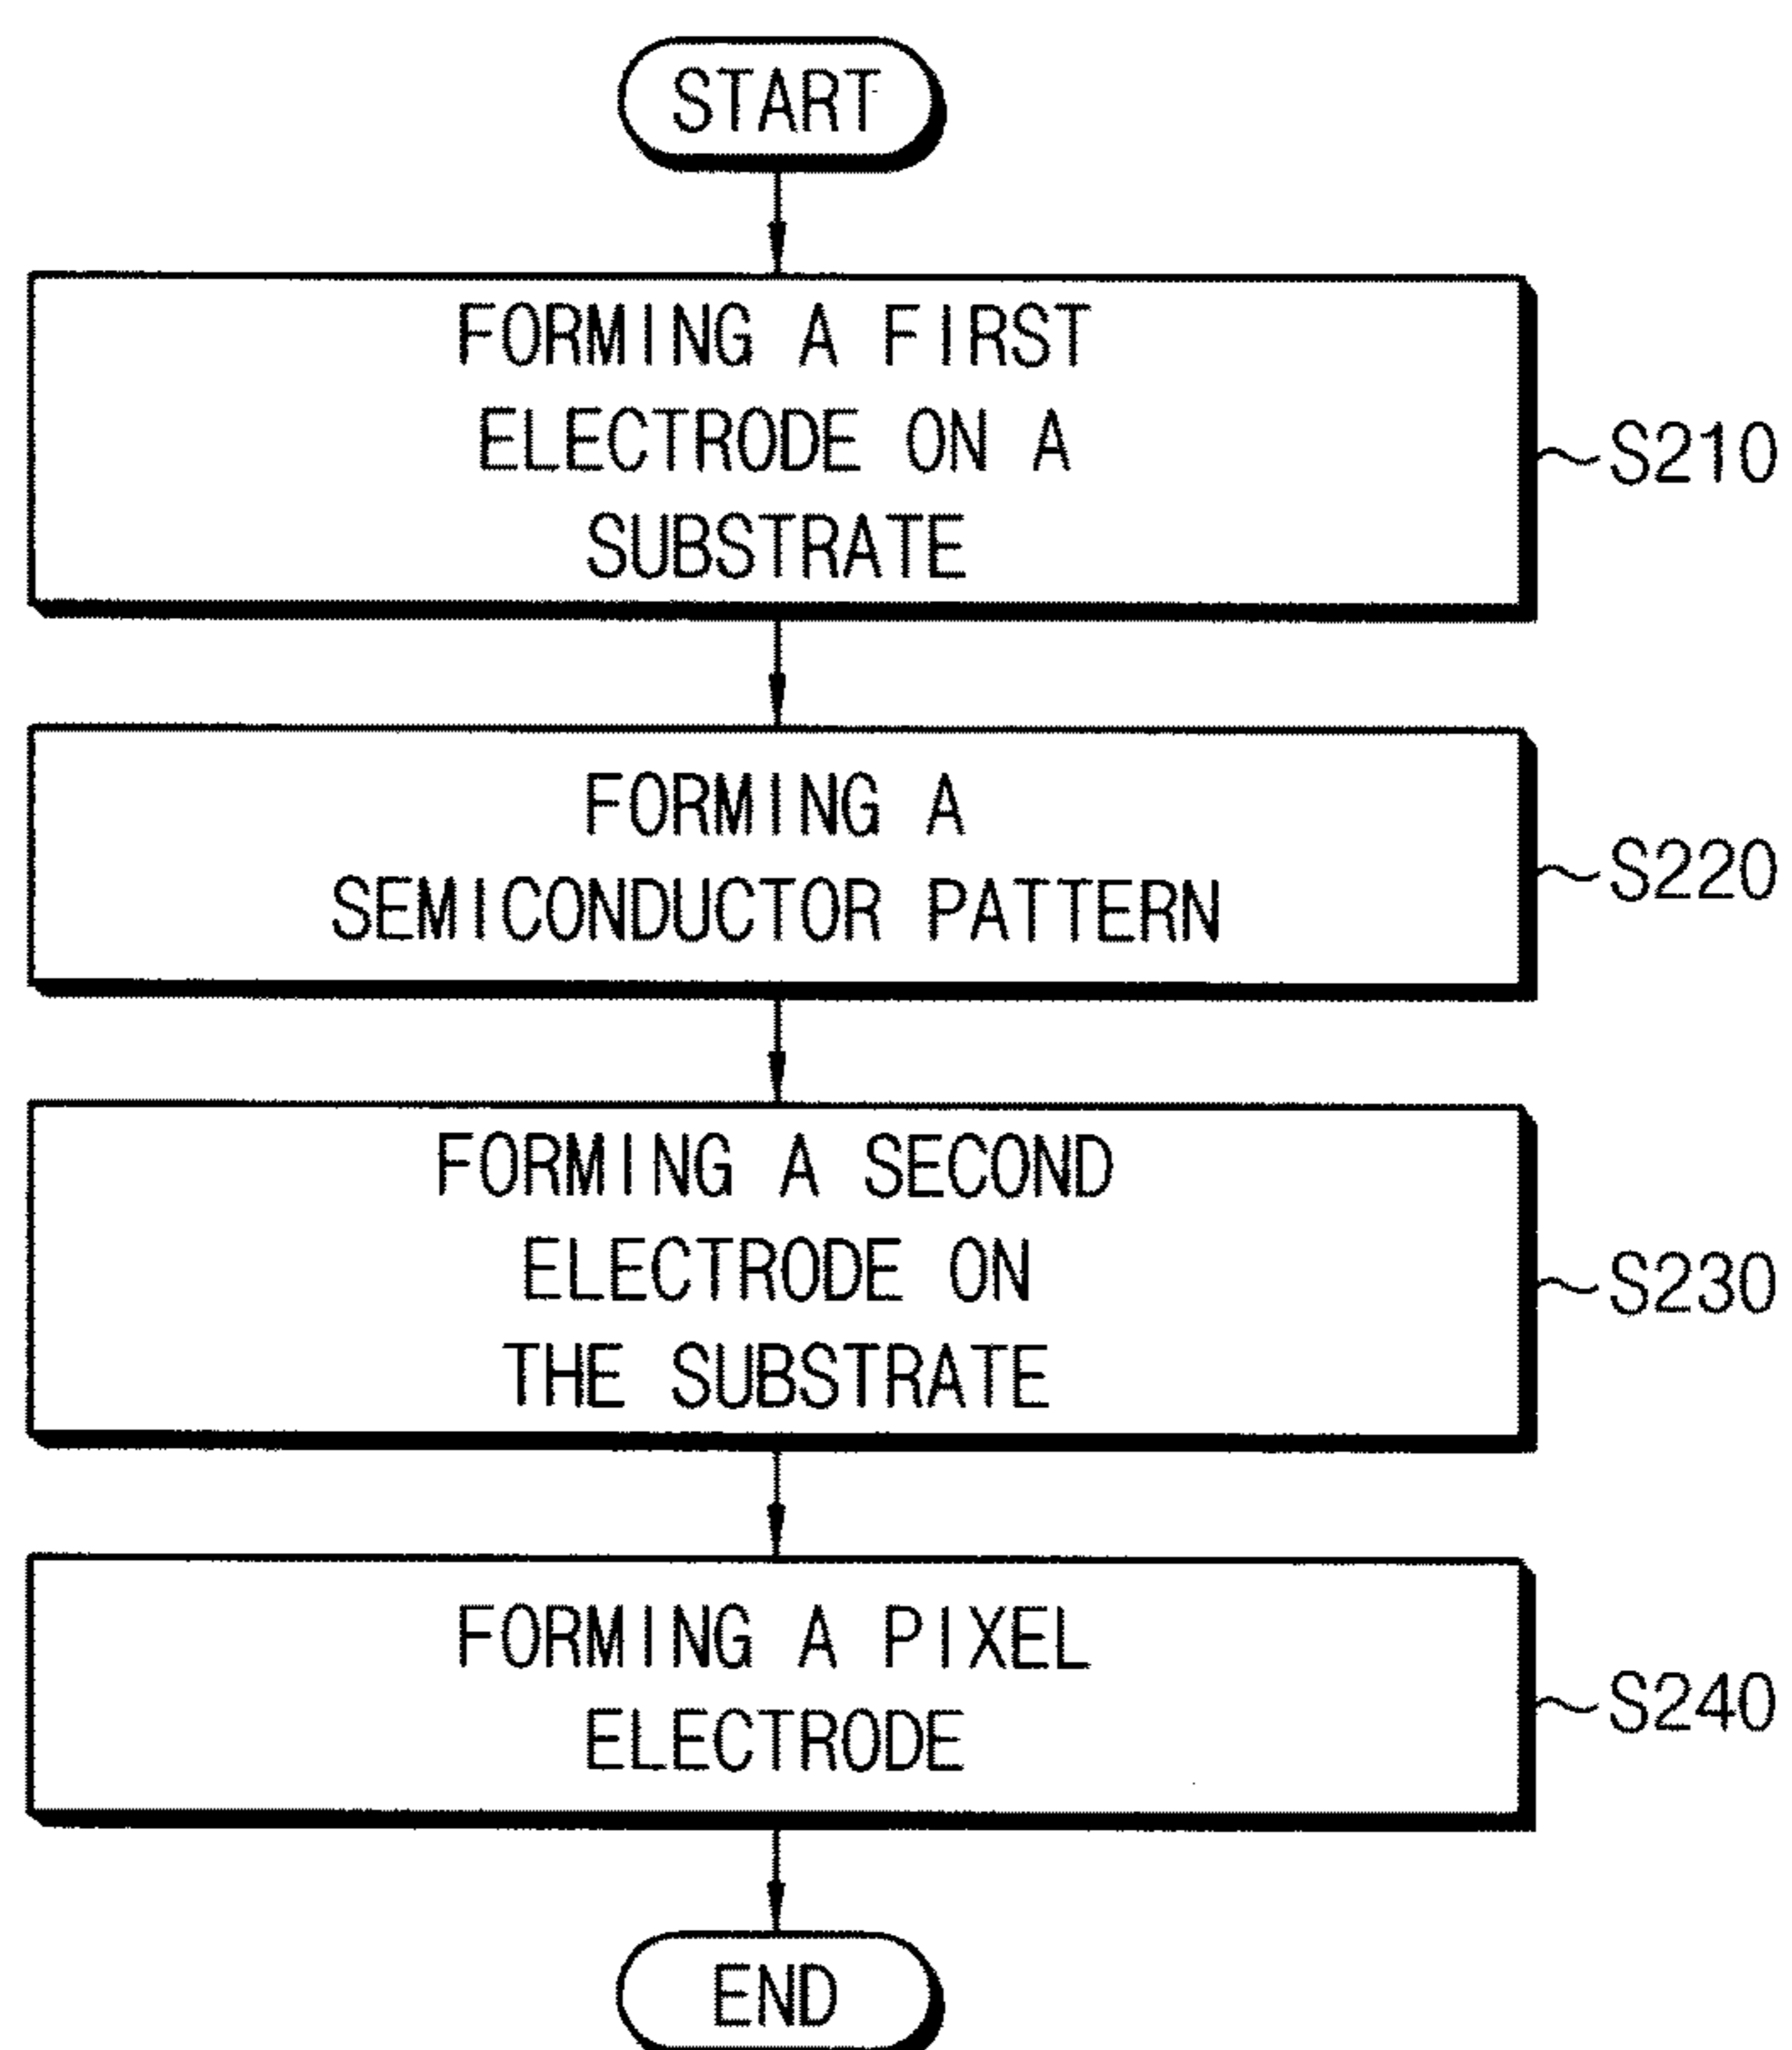 START
FORMING A FIRST
ELECTRODE ON A
SUBSTRATE
S210
FORMING A
SEMICONDUCTOR PATTERN
S220
FORMING A SECOND
ELECTRODE ON
THE SUBSTRATE
S230
FORMING A PIXEL
ELECTRODE
S240
END